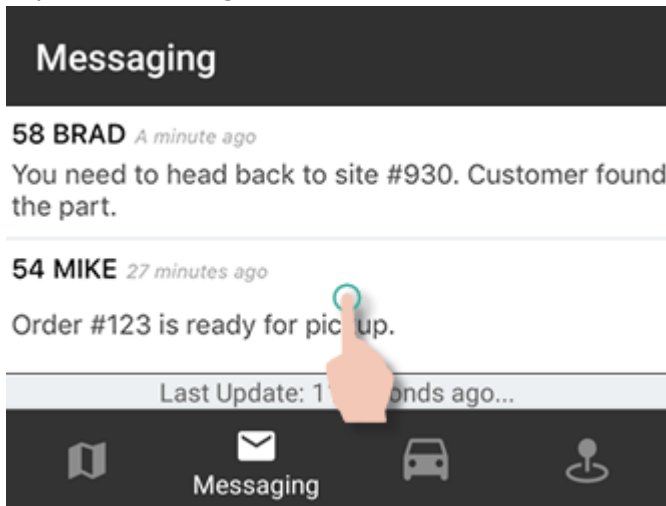 Messaging
58 BRAD A minute ago
You need to head back to site #930. Customer found
the part.
54 MIKE 27 minutes ago
Order #123 is ready for pickup.
Last Update: ago...
Messaging